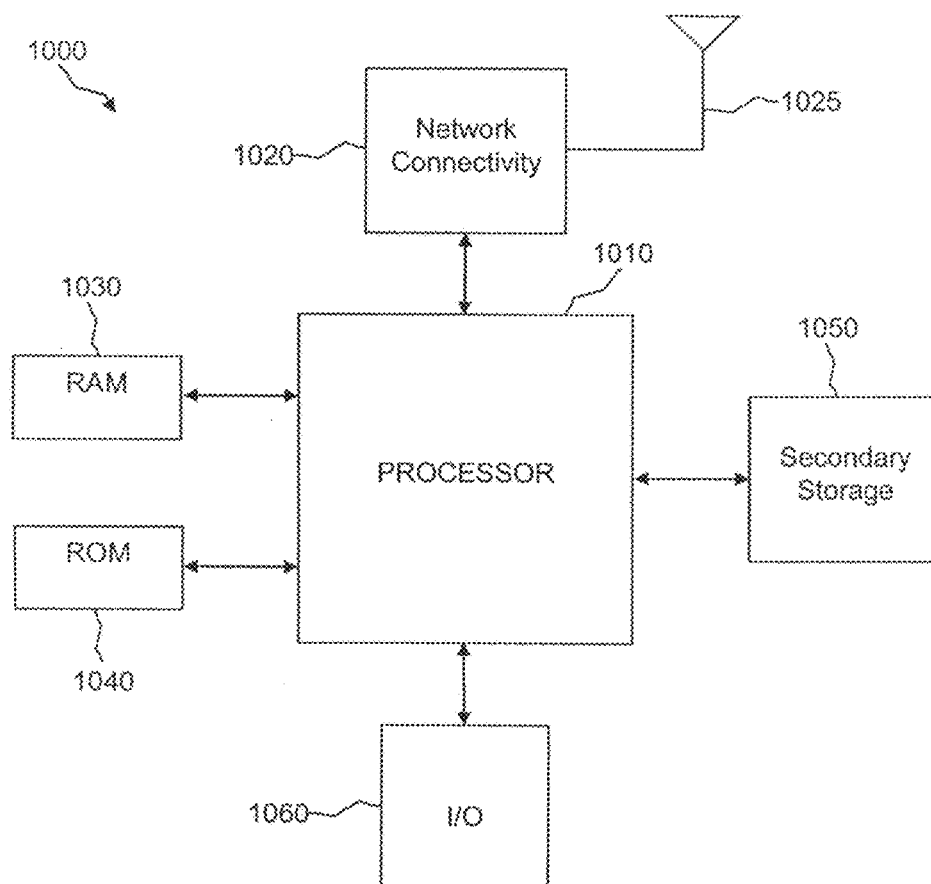 1000
1025
Network
Connectivity
1020
1010
1030
RAM
1050
PROCESSOR
Secondary
Storage
ROM
1040
1060
I/O